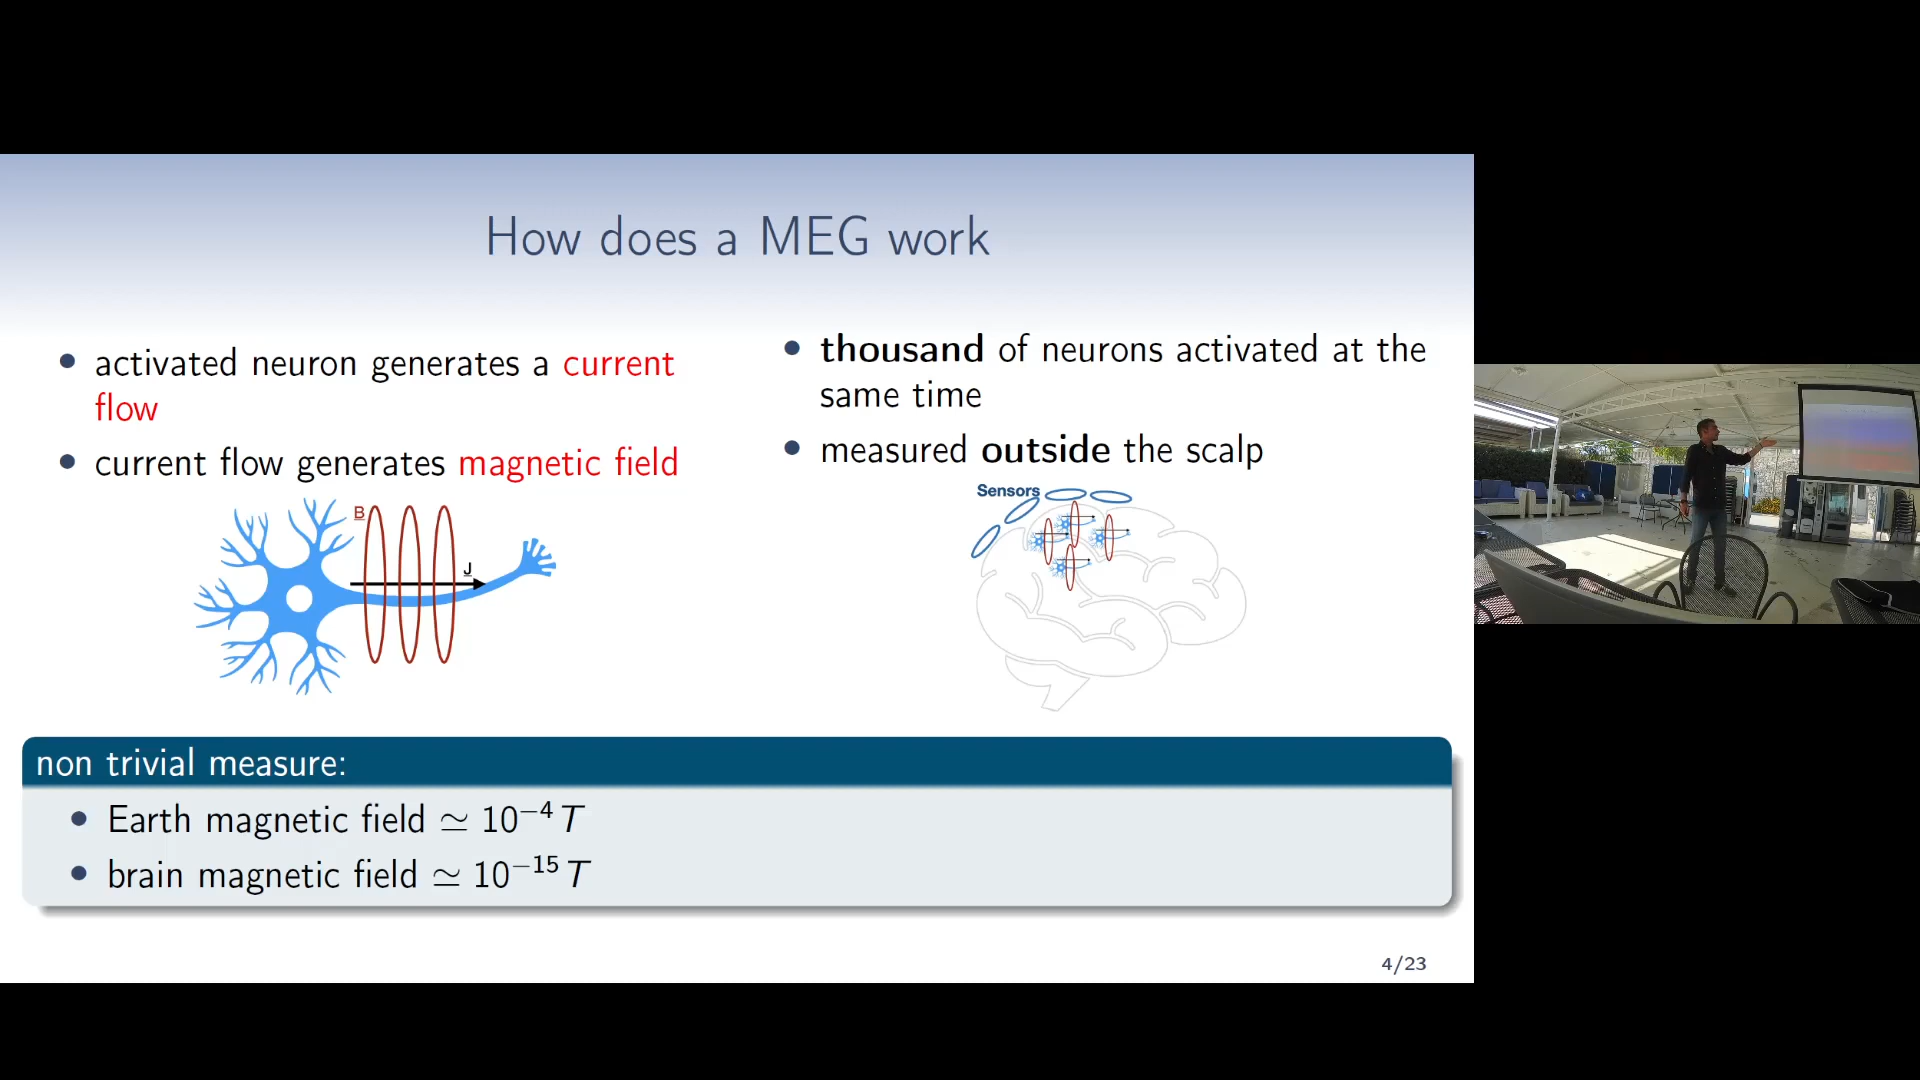 How does a MEG work
• activated neuron generates a current
flow
• current flow generates magnetic field
B
J
• thousand of neurons activated at the
same time
• measured outside the scalp
Sensors
non trivial measure:
• Earth magnetic field ≃ 10⁻⁴ T
• brain magnetic field ≃ 10⁻¹⁵ T
4/23